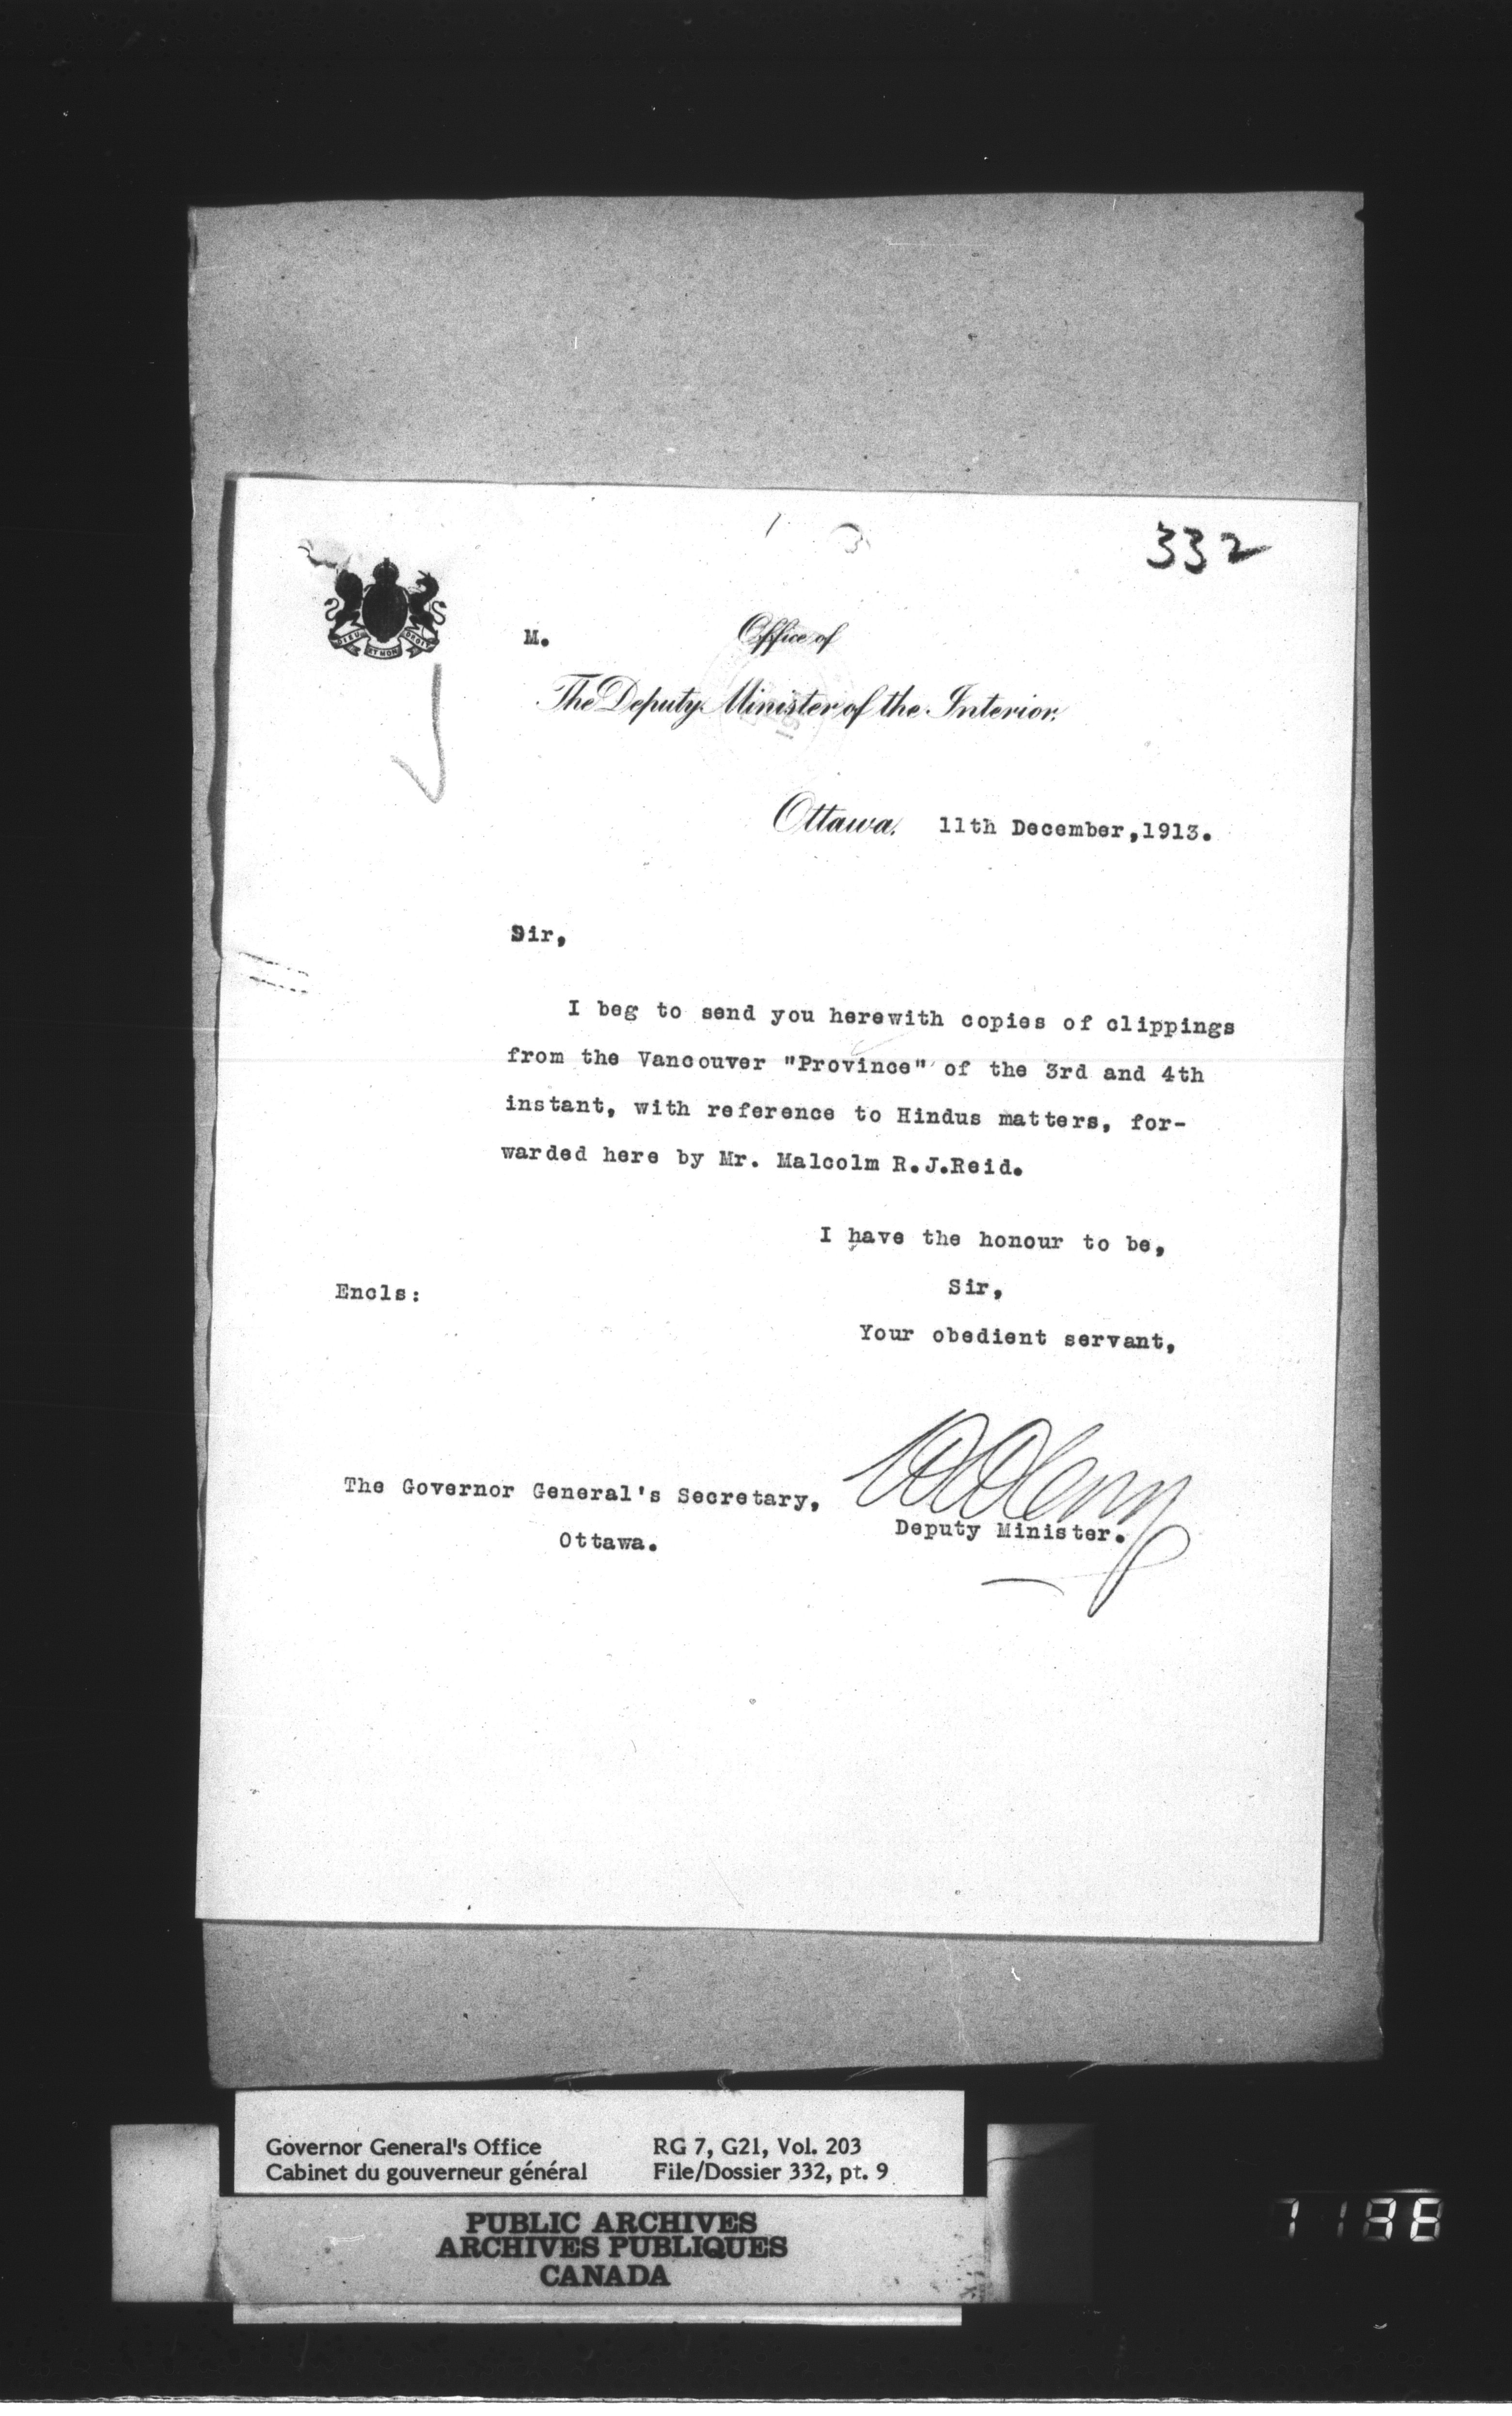 332
DIEU ET MON DROIT
M.
Office of
The Deputy Minister of the Interior.
Ottawa, 11th December,1913.
Sir,
I beg to send you herewith copies of clippings
from the Vancouver "Province" of the 3rd and 4th
instant, with reference to Hindus matters, for-
warded here by Mr. Malcolm R.J.Reid.
I have the honour to be,
Sir,
Encls:
Your obedient servant,
The Governor General's Secretary,
Deputy Minister.
Ottawa.
Governor General's Office
Cabinet du gouverneur général
RG 7, G21, Vol. 203
File/Dossier 332, pt. 9
PUBLIC ARCHIVES
ARCHIVES PUBLIQUES
CANADA